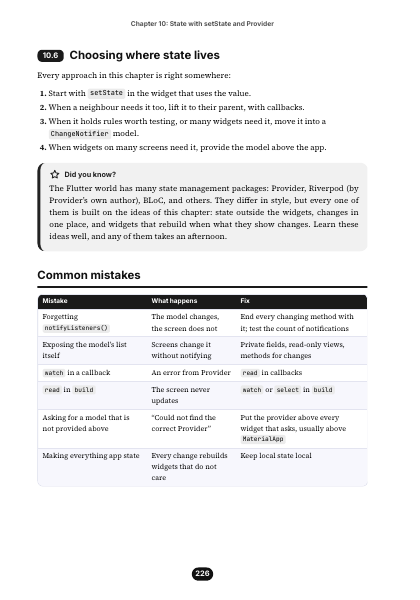 Chapter 10: State with setState and Provider
10.6 Choosing where state lives
Every approach in this chapter is right somewhere:
1. Start with setState in the widget that uses the value.
2. When a neighbour needs it too, lift it to their parent, with callbacks.
3. When it holds rules worth testing, or many widgets need it, move it into a
ChangeNotifier model.
4. When widgets on many screens need it, provide the model above the app.
Did you know?
The Flutter world has many state management packages: Provider, Riverpod (by
Provider's own author), BLoC, and others. They differ in style, but every one of
them is built on the ideas of this chapter: state outside the widgets, changes in
one place, and widgets that rebuild when what they show changes. Learn these
ideas well, and any of them takes an afternoon.
Common mistakes
Mistake What happens Fix
Forgetting The model changes, End every changing method with
notifyListeners() the screen does not it; test the count of notifications
Exposing the model's list Screens change it Private fields, read-only views,
itself without notifying methods for changes
watch in a callback An error from Provider read in callbacks
read in build The screen never watch or select in build
updates
Asking for a model that is "Could not find the Put the provider above every
not provided above correct Provider" widget that asks, usually above
MaterialApp
Making everything app state Every change rebuilds Keep local state local
widgets that do not
care
226